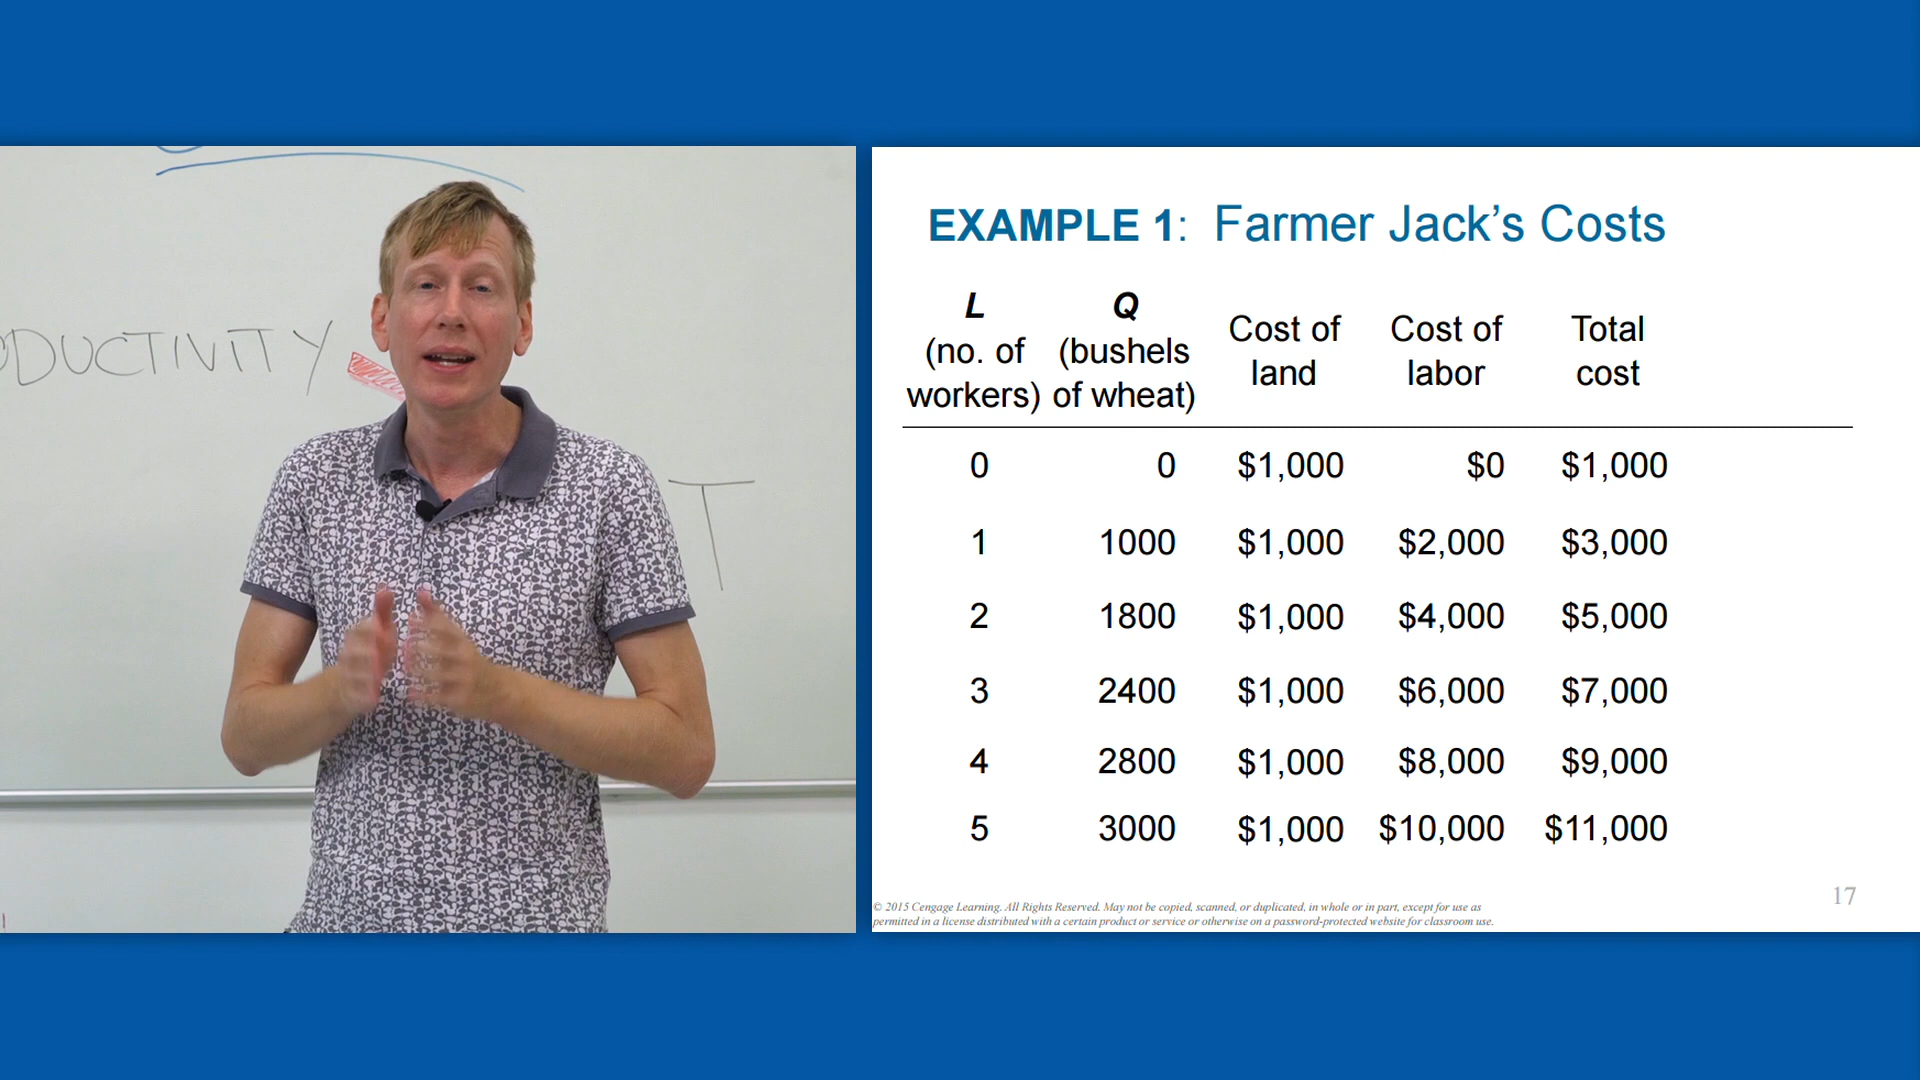 ODUCTIVITY
T
EXAMPLE 1: Farmer Jack’s Costs
L (no. of workers) Q (bushels of wheat) Cost of land Cost of labor Total cost
0 0 $1,000 $0 $1,000
1 1000 $1,000 $2,000 $3,000
2 1800 $1,000 $4,000 $5,000
3 2400 $1,000 $6,000 $7,000
4 2800 $1,000 $8,000 $9,000
5 3000 $1,000 $10,000 $11,000
17
© 2015 Cengage Learning. All Rights Reserved. May not be copied, scanned, or duplicated, in whole or in part, except for use as
permitted in a license distributed with a certain product or service or otherwise on a password-protected website for classroom use.